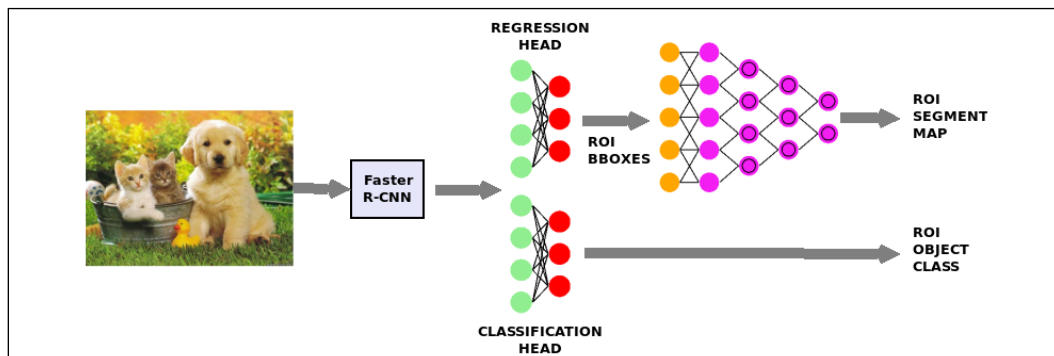 REGRESSION
HEAD
Faster
R-CNN
ROI
BBOXES
ROI
SEGMENT
MAP
ROI
OBJECT
CLASS
CLASSIFICATION
HEAD